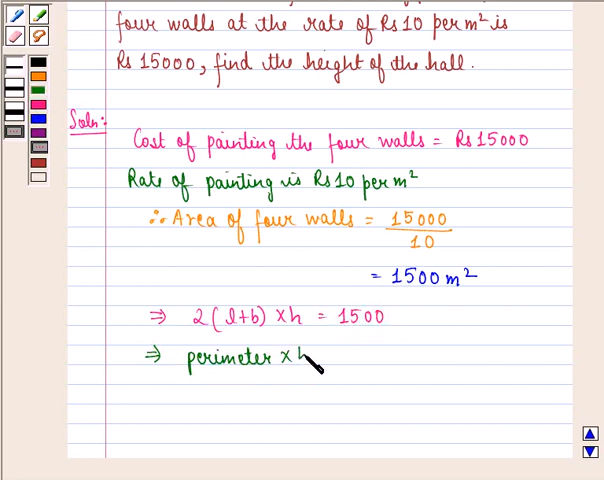 four walls at the rate of Rs 10 per m² is
Rs 15000, find the height of the hall.
Soln:
Cost of painting the four walls = Rs 15000
Rate of painting is Rs 10 per m²
∴ Area of four walls = 15000
10
= 1500 m²
⇒ 2(l+b) × h = 1500
⇒ perimeter × h